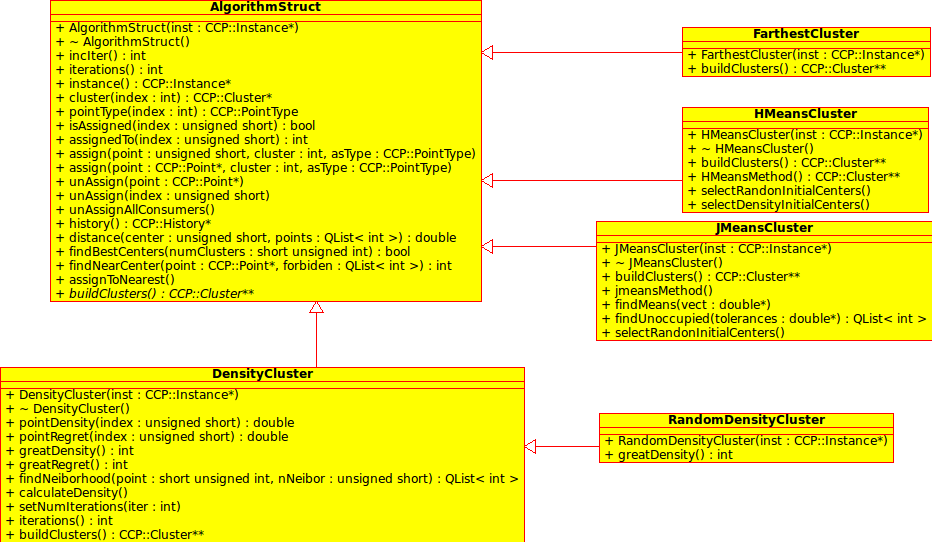 AlgorithmStruct
+ AlgorithmStruct(inst : CCP::Instance*)
+ ~ AlgorithmStruct()
+ incIter() : int
+ iterations() : int
+ instance() : CCP::Instance*
+ cluster(index : int) : CCP::Cluster*
+ pointType(index : int) : CCP::PointType
+ isAssigned(index : unsigned short) : bool
+ assignedTo(index : unsigned short) : int
+ assign(point : unsigned short, cluster : int, asType : CCP::PointType)
+ assign(point : CCP::Point*, cluster : int, asType : CCP::PointType)
+ unAssign(point : CCP::Point*)
+ unAssign(index : unsigned short)
+ unAssignAllConsumers()
+ history() : CCP::History*
+ distance(center : unsigned short, points : QList< int >) : double
+ findBestCenters(numClusters : short unsigned int) : bool
+ findNearCenter(point : CCP::Point*, forbiden : QList< int >) : int
+ assignToNearest()
+ buildClusters() : CCP::Cluster**
FarthestCluster
+ FarthestCluster(inst : CCP::Instance*)
+ buildClusters() : CCP::Cluster**
HMeansCluster
+ HMeansCluster(inst : CCP::Instance*)
+ ~ HMeansCluster()
+ buildClusters() : CCP::Cluster**
+ HMeansMethod() : CCP::Cluster**
+ selectRandonInitialCenters()
+ selectDensityInitialCenters()
JMeansCluster
+ JMeansCluster(inst : CCP::Instance*)
+ ~ JMeansCluster()
+ buildClusters() : CCP::Cluster**
+ jmeansMethod()
+ findMeans(vect : double*)
+ findUnoccupied(tolerances : double*) : QList< int >
+ selectRandonInitialCenters()
DensityCluster
+ DensityCluster(inst : CCP::Instance*)
+ ~ DensityCluster()
+ pointDensity(index : unsigned short) : double
+ pointRegret(index : unsigned short) : double
+ greatDensity() : int
+ greatRegret() : int
+ findNeiborhood(point : short unsigned int, nNeibor : unsigned short) : QList< int >
+ calculateDensity()
+ setNumIterations(iter : int)
+ iterations() : int
+ buildClusters() : CCP::Cluster**
RandomDensityCluster
+ RandomDensityCluster(inst : CCP::Instance*)
+ greatDensity() : int